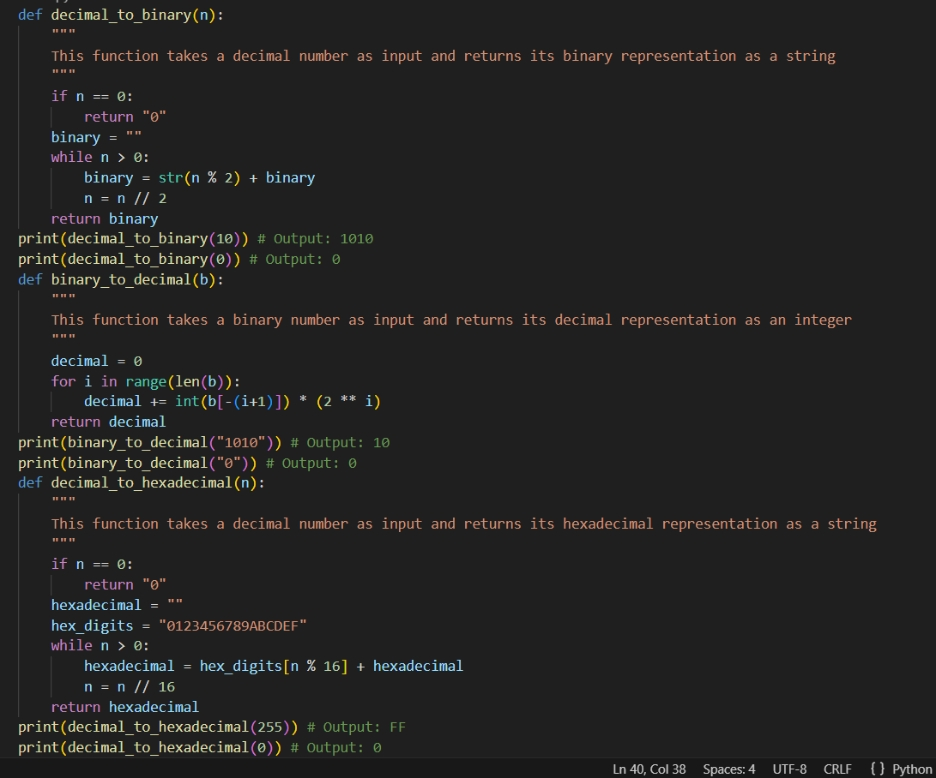 def decimal_to_binary(n):
    """
    This function takes a decimal number as input and returns its binary representation as a string
    """
    if n == 0:
        return "0"
    binary = ""
    while n > 0:
        binary = str(n % 2) + binary
        n = n // 2
    return binary
print(decimal_to_binary(10)) # Output: 1010
print(decimal_to_binary(0)) # Output: 0
def binary_to_decimal(b):
    """
    This function takes a binary number as input and returns its decimal representation as an integer
    """
    decimal = 0
    for i in range(len(b)):
        decimal += int(b[-(i+1)]) * (2 ** i)
    return decimal
print(binary_to_decimal("1010")) # Output: 10
print(binary_to_decimal("0")) # Output: 0
def decimal_to_hexadecimal(n):
    """
    This function takes a decimal number as input and returns its hexadecimal representation as a string
    """
    if n == 0:
        return "0"
    hexadecimal = ""
    hex_digits = "0123456789ABCDEF"
    while n > 0:
        hexadecimal = hex_digits[n % 16] + hexadecimal
        n = n // 16
    return hexadecimal
print(decimal_to_hexadecimal(255)) # Output: FF
print(decimal_to_hexadecimal(0)) # Output: 0
Ln 40, Col 38 Spaces: 4 UTF-8 CRLF {} Python